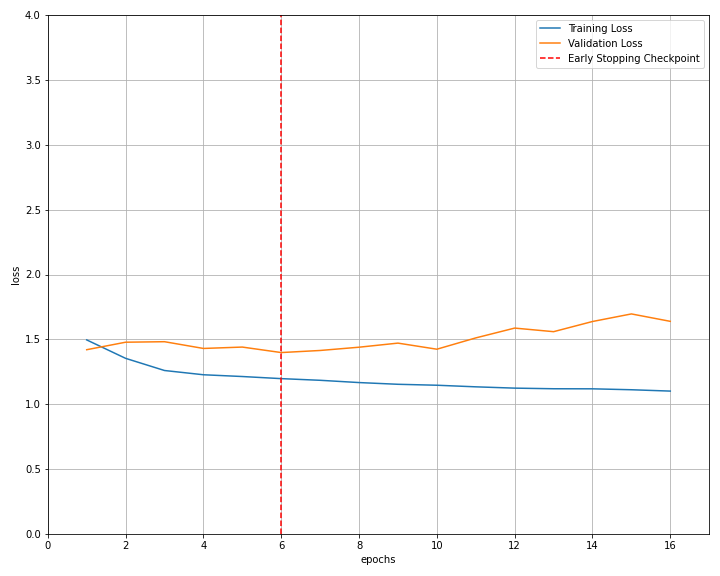 4.0
3.5
3.0
2.5
2.0
1.5
1.0
0.5
0.0
loss
0 2 4 6 8 10 12 14 16
epochs
Training Loss
Validation Loss
Early Stopping Checkpoint